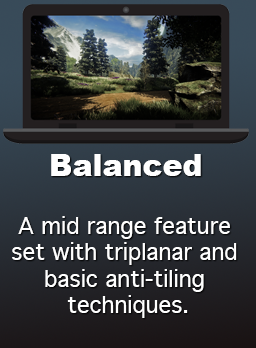 Balanced
A mid range feature
set with triplanar and
basic anti-tiling
techniques.